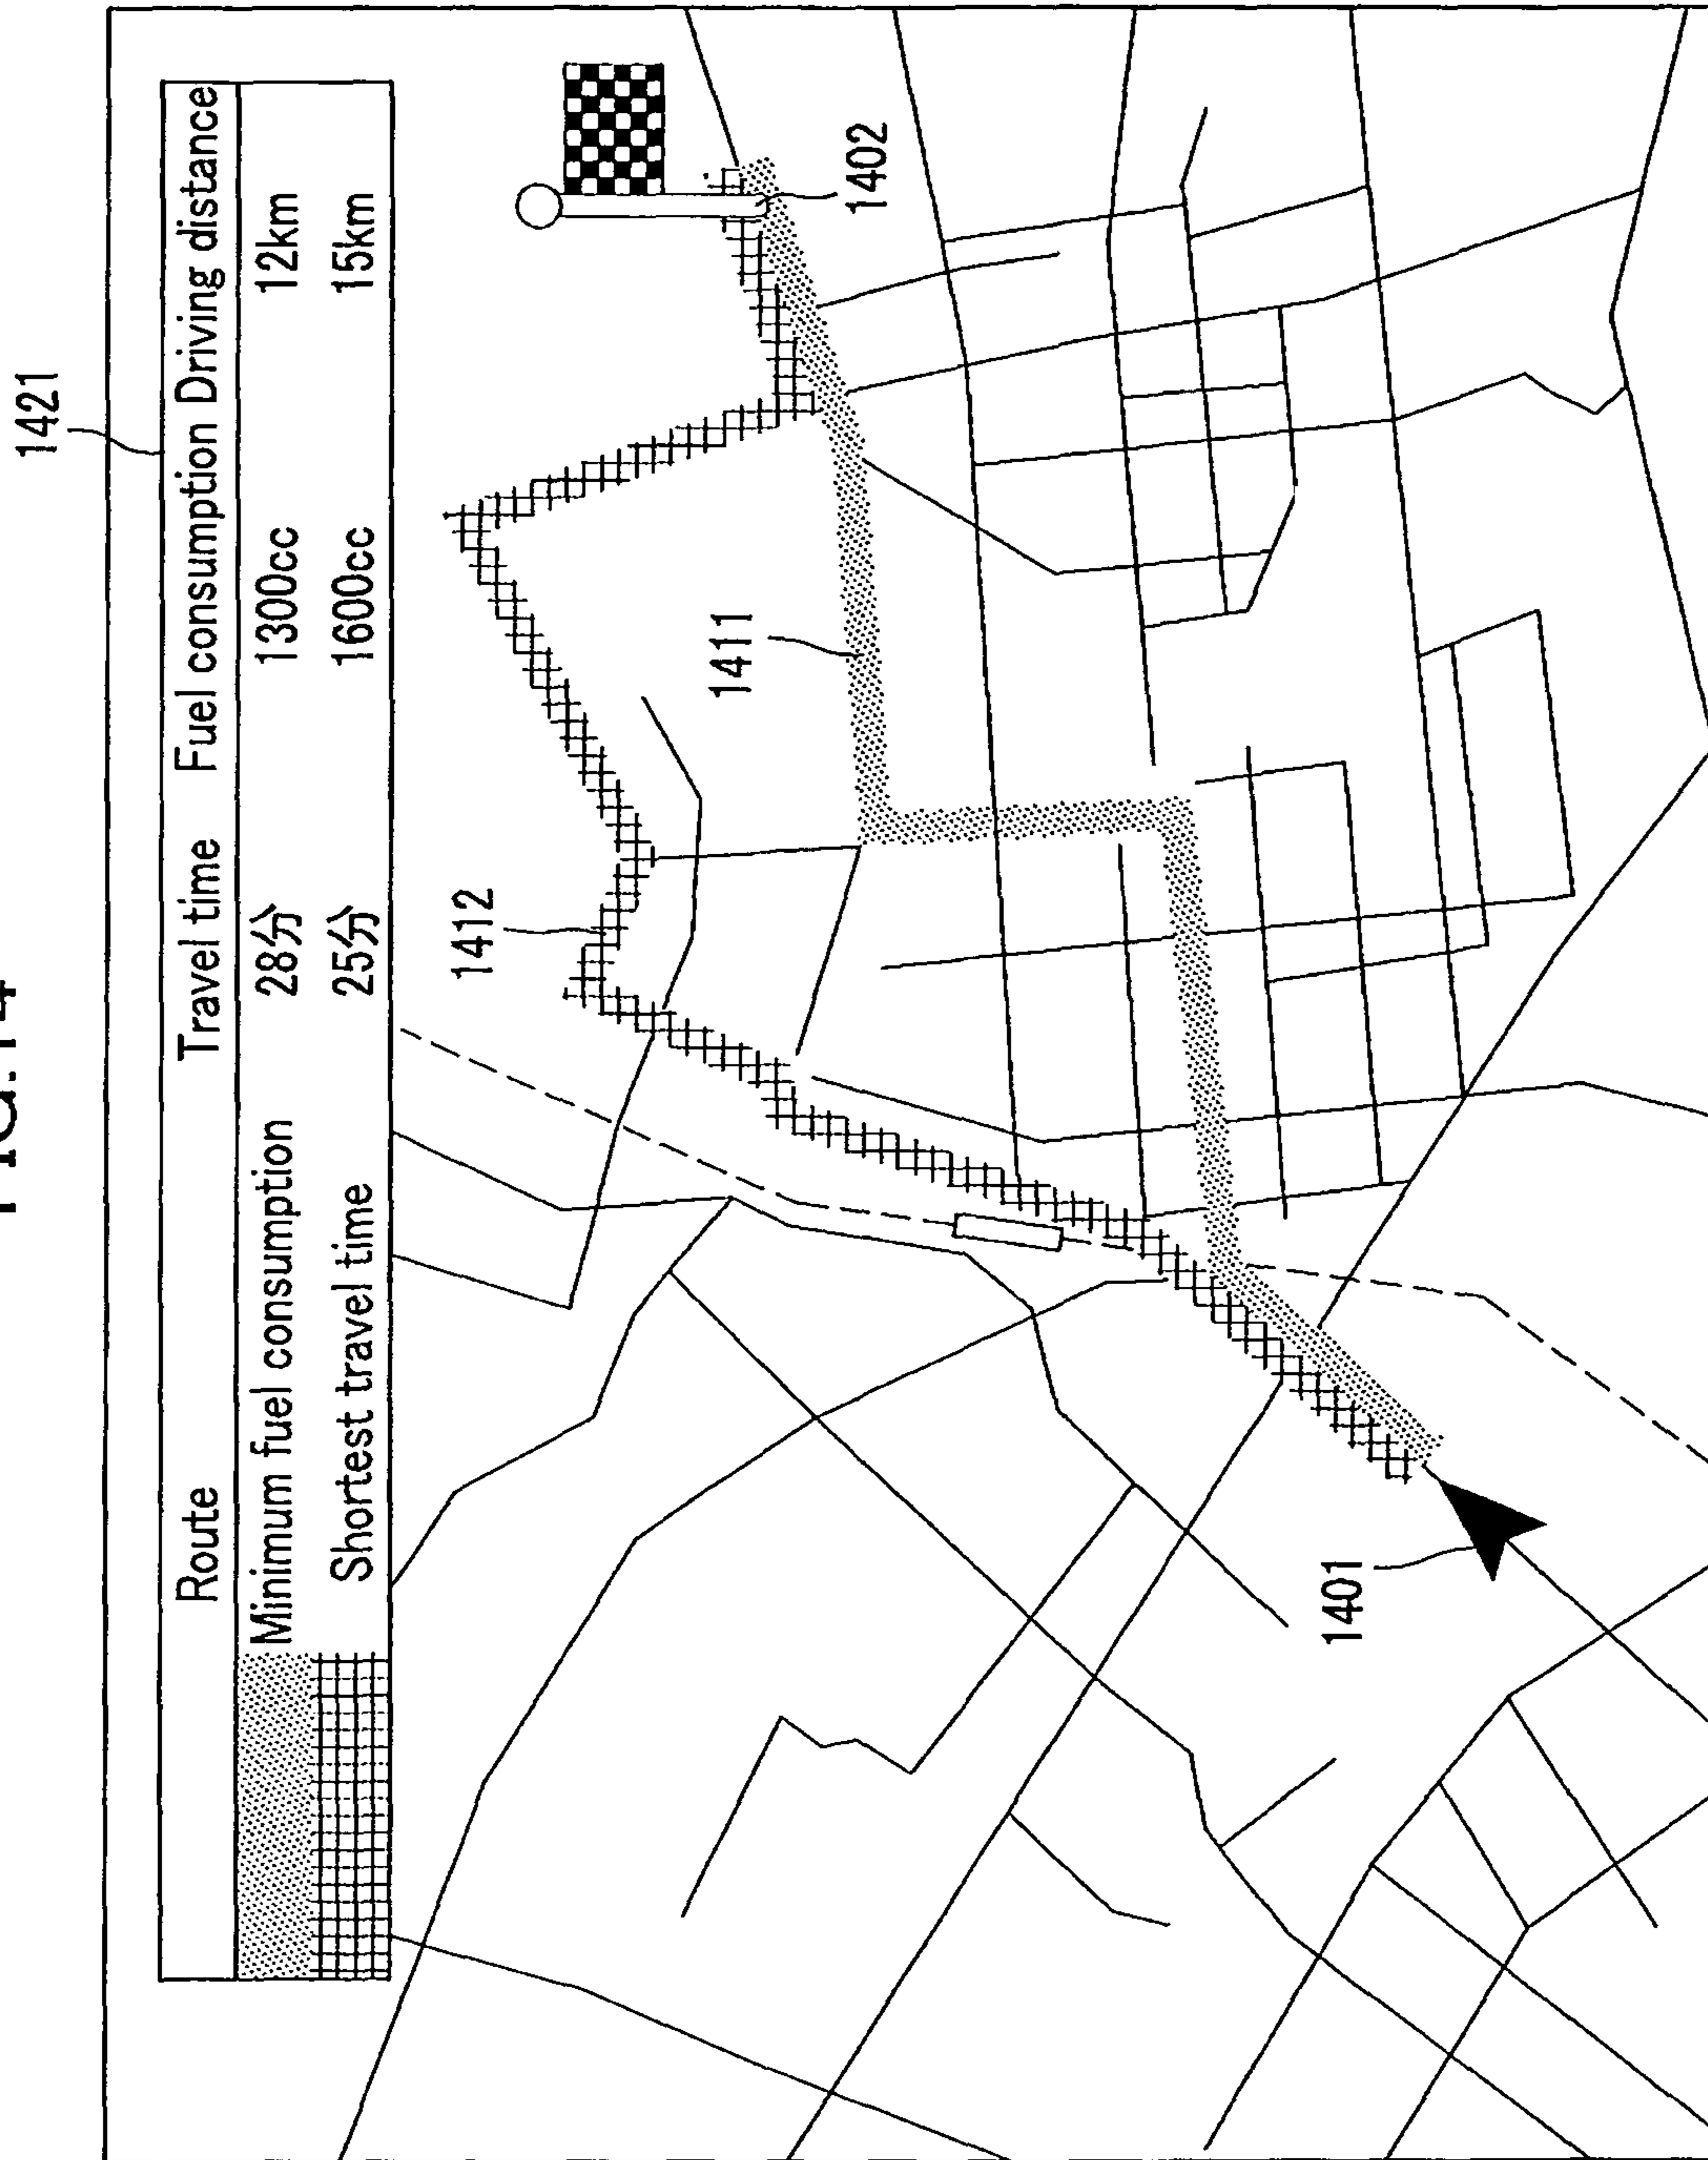 FIG.14
1421
Route Travel time Fuel consumption Driving distance
Minimum fuel consumption 28分 1300cc 12km
Shortest travel time 25分 1600cc 15km
1402
1412
1411
1401